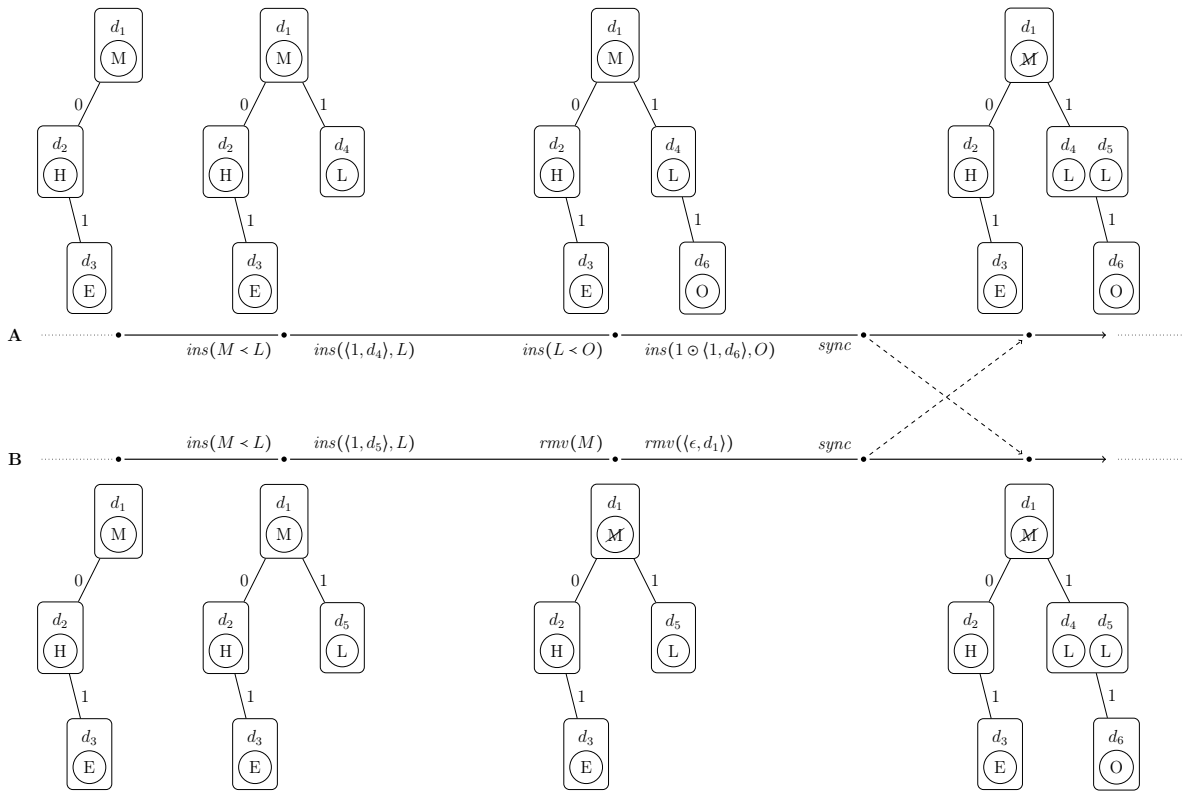 d₁ d₁ d₁ d₁
M M M M̸
0 0 1 0 1 0 1
d₂ d₂ d₄ d₂ d₄ d₂ d₄ d₅
H H L H L H L L
1 1 1 1 1 1
d₃ d₃ d₃ d₆ d₃ d₆
E E E O E O
A
ins(M ≺ L) ins(⟨1, d₄⟩, L) ins(L ≺ O) ins(1 ⊙ ⟨1, d₆⟩, O) sync
ins(M ≺ L) ins(⟨1, d₅⟩, L) rmv(M) rmv(⟨ϵ, d₁⟩) sync
B
d₁ d₁ d₁ d₁
M M M̸ M̸
0 0 1 0 1 0 1
d₂ d₂ d₅ d₂ d₅ d₂ d₄ d₅
H H L H L H L L
1 1 1 1 1
d₃ d₃ d₃ d₃ d₆
E E E E O